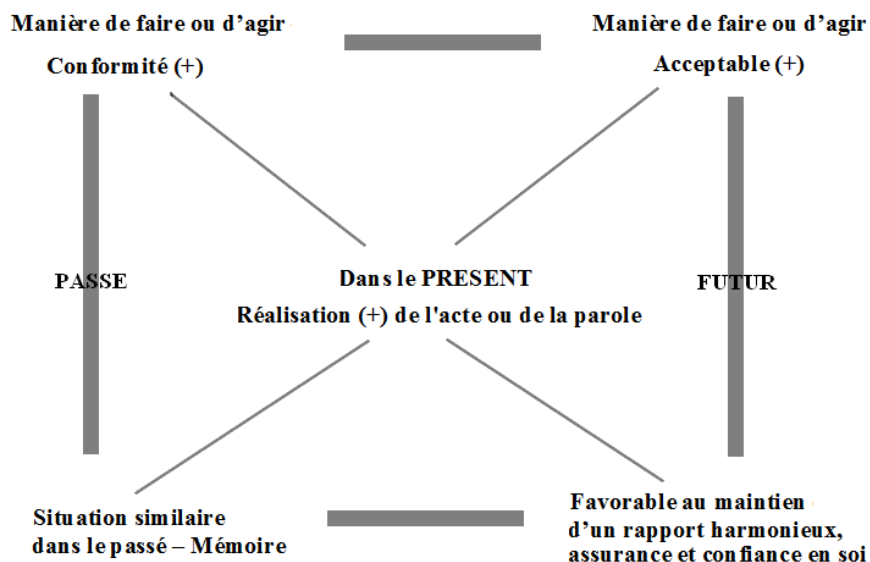 Manière de faire ou d'agir
Conformité (+)
Manière de faire ou d'agir
Acceptable (+)
PASSE
Dans le PRESENT
Réalisation (+) de l'acte ou de la parole
FUTUR
Situation similaire
dans le passé – Mémoire
Favorable au maintien
d'un rapport harmonieux,
assurance et confiance en soi